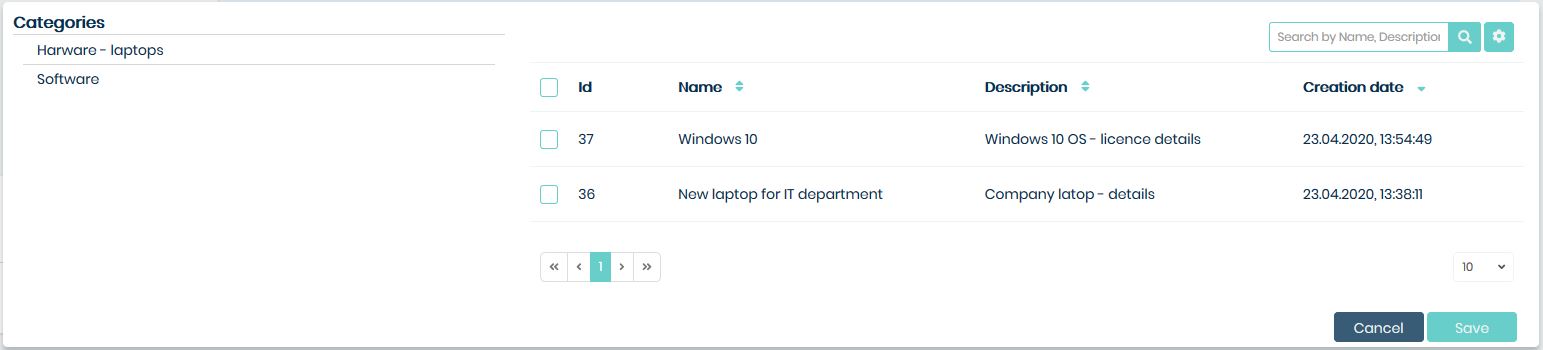 Categories
Harware - laptops
Software
Search by Name, Description
Id Name Description Creation date
37 Windows 10 Windows 10 OS - licence details 23.04.2020, 13:54:49
36 New laptop for IT department Company latop - details 23.04.2020, 13:38:11
« ‹ 1 › »
10
Cancel Save